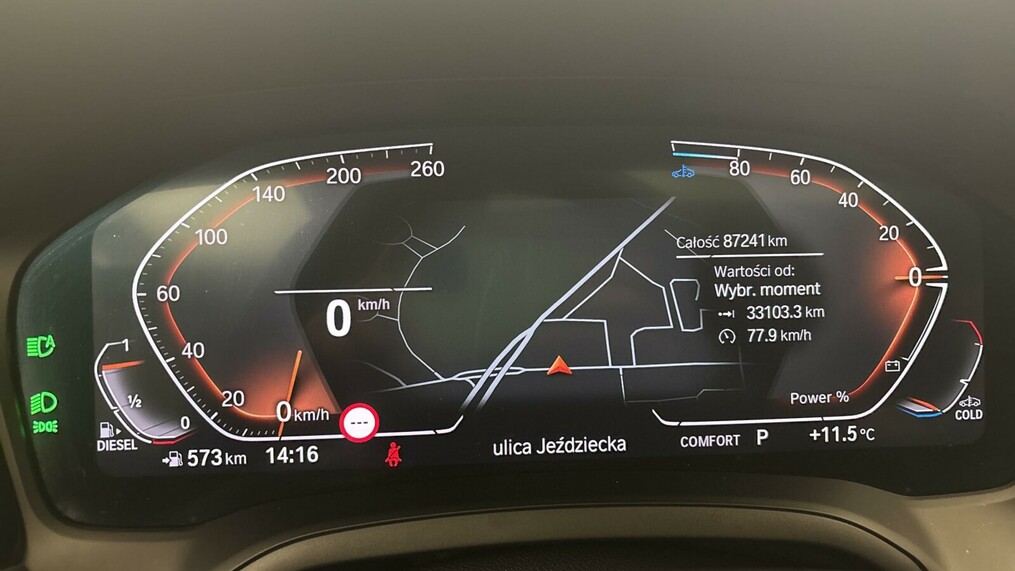 260
200
140
100
60
40
20
0 km/h
0 km/h
80
60
40
20
0
Power %
Całość 87241 km
Wartości od:
Wybr. moment
33103.3 km
77.9 km/h
A
1
1/2
0
DIESEL
573 km
14:16
---
ulica Jeździecka
COMFORT P
+11.5 °C
COLD